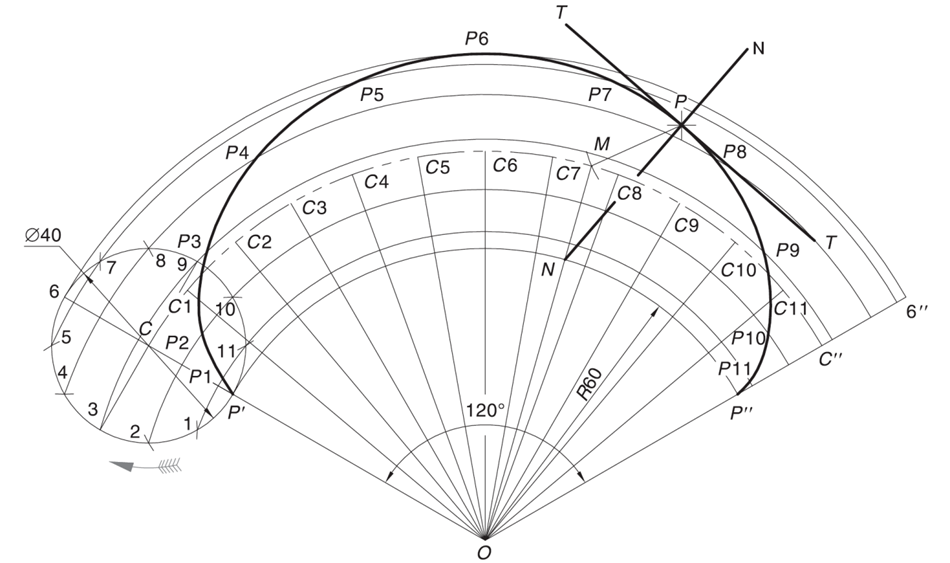 T
N
P6
P
P5
P7
M
P4
P8
C5
C6
C7
C4
C8
C3
Ø40
P3
C2
C9
P9
T
7
8
9
N
C10
6
C1
10
C11
6′′
5
C
P2
P10
11
C′′
4
P1
R60
P11
3
P′
120°
P′′
2
1
O